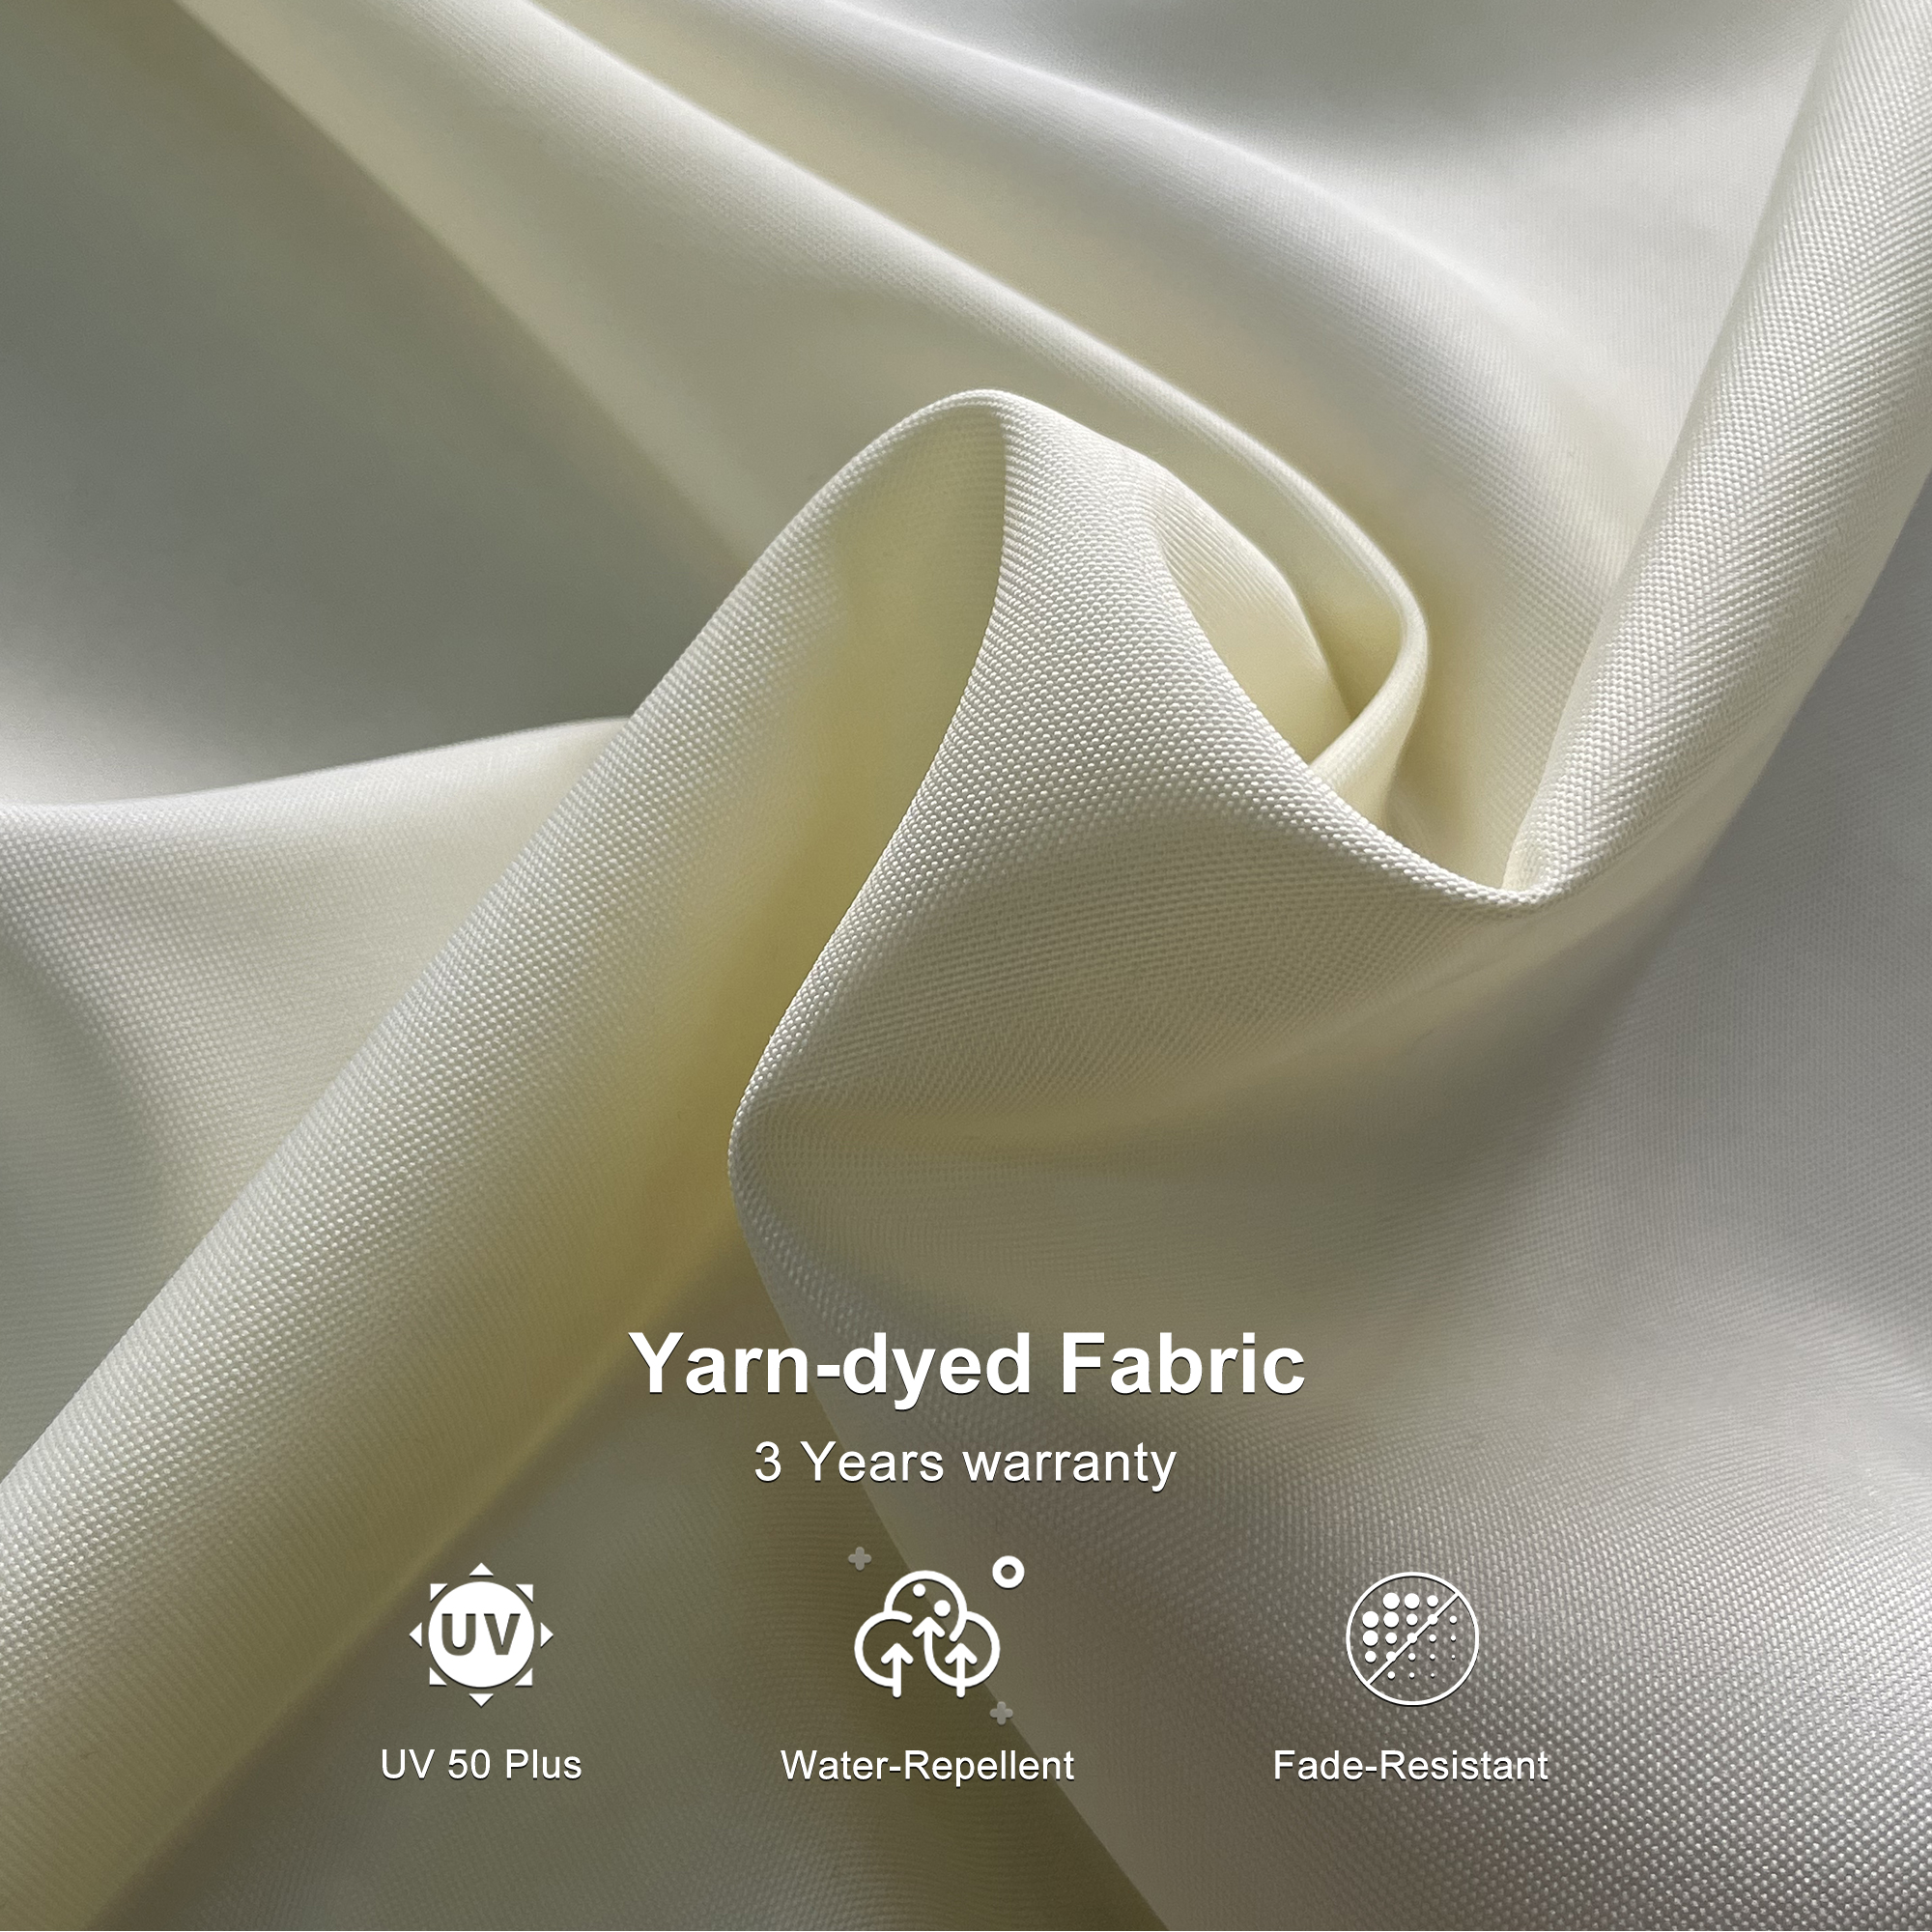 Yarn-dyed Fabric
3 Years warranty
UV
UV 50 Plus
Water-Repellent
Fade-Resistant